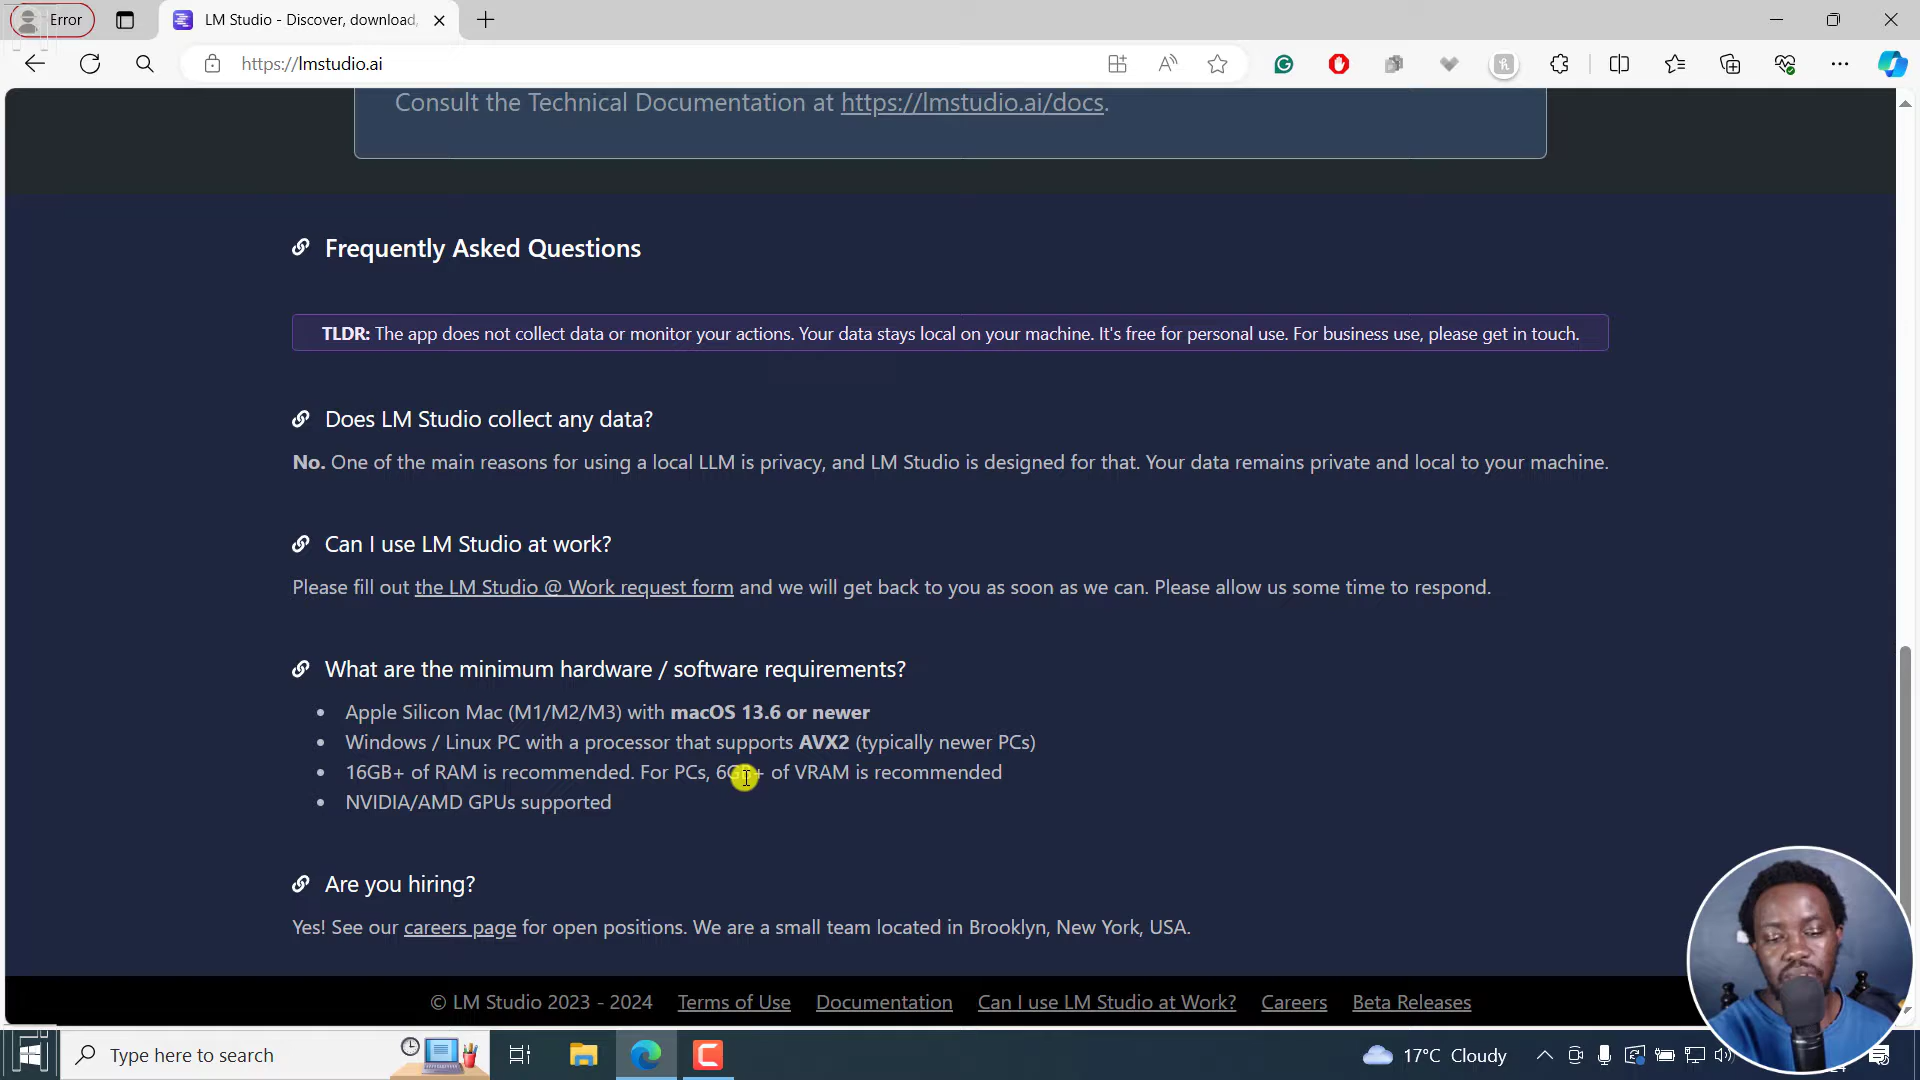 Error
LM Studio - Discover, download,
https://lmstudio.ai
Consult the Technical Documentation at https://lmstudio.ai/docs.
Frequently Asked Questions
TLDR: The app does not collect data or monitor your actions. Your data stays local on your machine. It's free for personal use. For business use, please get in touch.
Does LM Studio collect any data?
No. One of the main reasons for using a local LLM is privacy, and LM Studio is designed for that. Your data remains private and local to your machine.
Can I use LM Studio at work?
Please fill out the LM Studio @ Work request form and we will get back to you as soon as we can. Please allow us some time to respond.
What are the minimum hardware / software requirements?
Apple Silicon Mac (M1/M2/M3) with macOS 13.6 or newer
Windows / Linux PC with a processor that supports AVX2 (typically newer PCs)
16GB+ of RAM is recommended. For PCs, 6GB+ of VRAM is recommended
NVIDIA/AMD GPUs supported
Are you hiring?
Yes! See our careers page for open positions. We are a small team located in Brooklyn, New York, USA.
© LM Studio 2023 - 2024 Terms of Use Documentation Can I use LM Studio at Work? Careers Beta Releases
Type here to search
17°C Cloudy